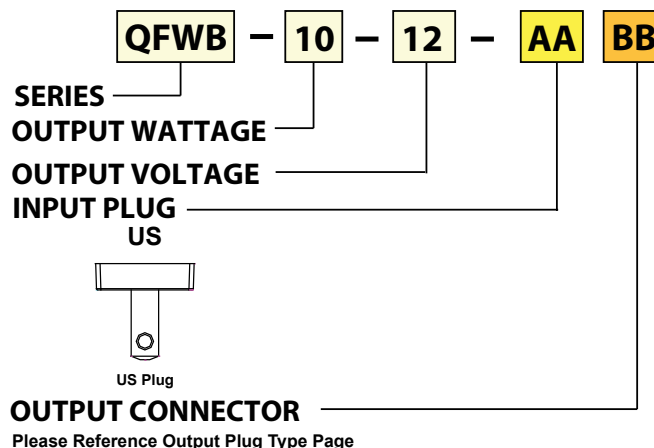 QFWB – 10 – 12 – AA BB
SERIES
OUTPUT WATTAGE
OUTPUT VOLTAGE
INPUT PLUG
US
US Plug
OUTPUT CONNECTOR
Please Reference Output Plug Type Page